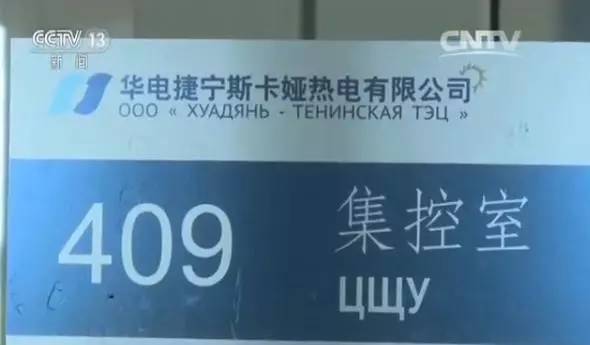 CCTV 13
新闻
CNTV
华电捷宁斯卡娅热电有限公司
ООО « ХУАДЯНЬ - ТЕНИНСКАЯ ТЭЦ »
409
集控室
ЦЩУ